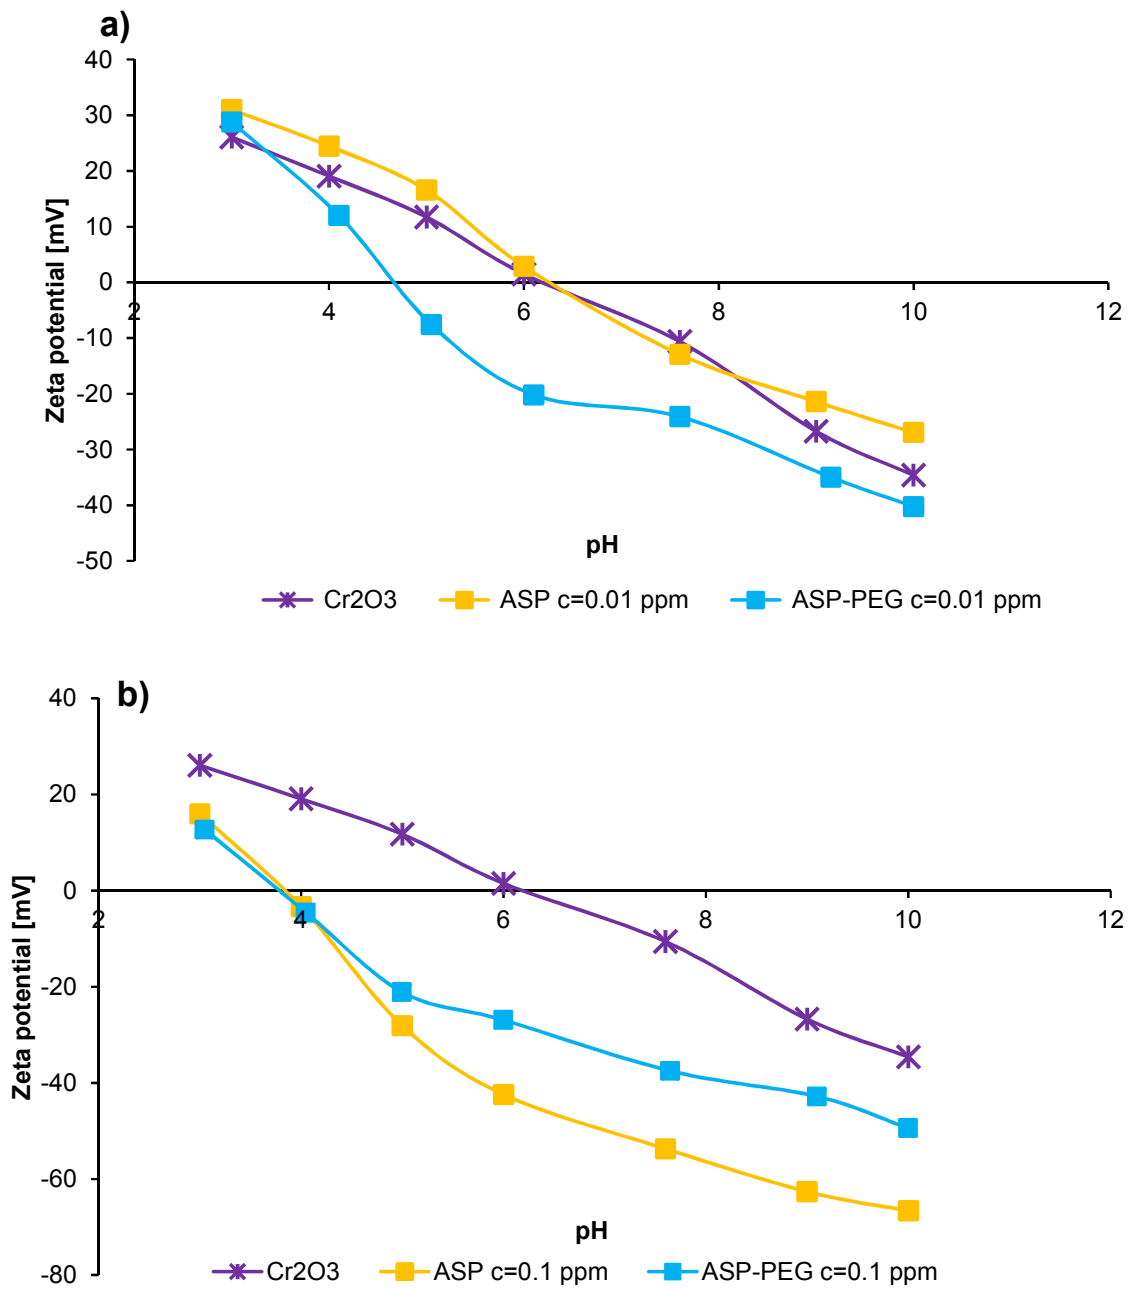 a)
40
30
20
10
0
-10
-20
-30
-40
-50
2 4 6 8 10 12
Zeta potential [mV]
pH
Cr2O3 ASP c=0.01 ppm ASP-PEG c=0.01 ppm
b)
40
20
0
-20
-40
-60
-80
2 4 6 8 10 12
Zeta potential [mV]
pH
Cr2O3 ASP c=0.1 ppm ASP-PEG c=0.1 ppm